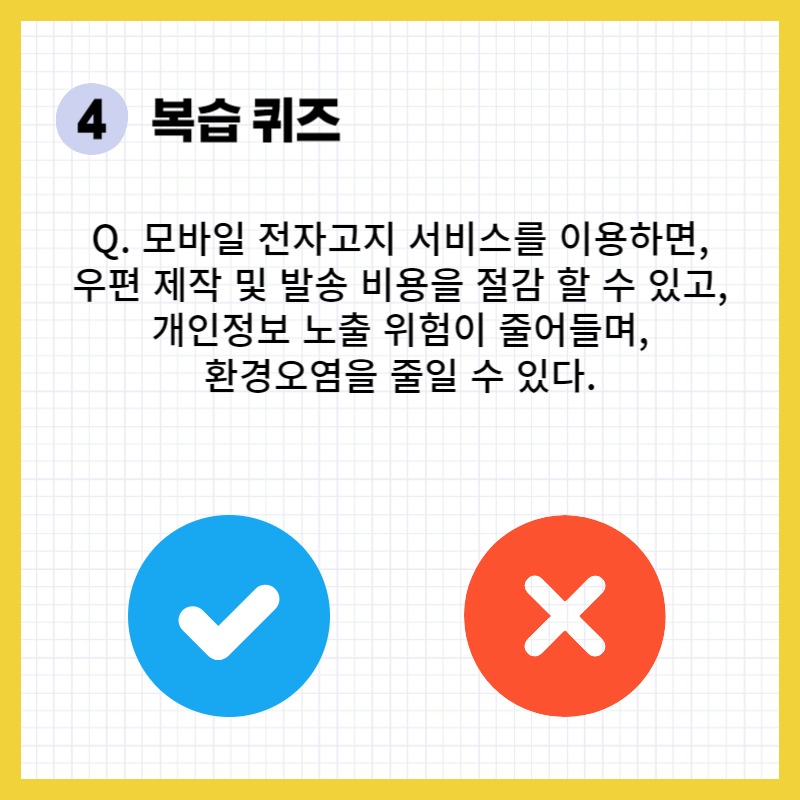 4 복습 퀴즈
Q. 모바일 전자고지 서비스를 이용하면,
우편 제작 및 발송 비용을 절감 할 수 있고,
개인정보 노출 위험이 줄어들며,
환경오염을 줄일 수 있다.